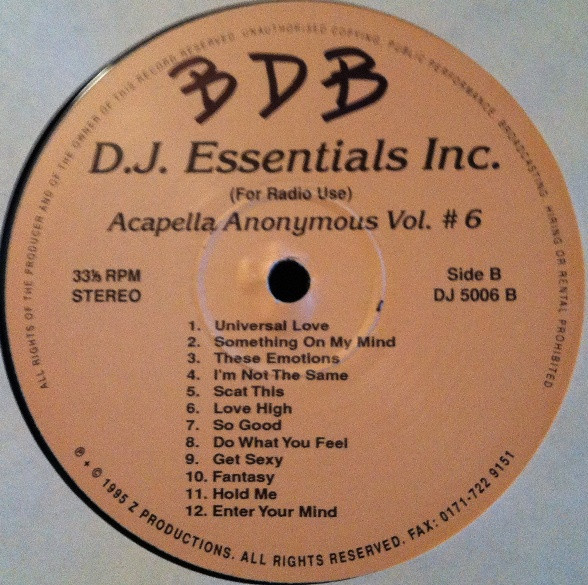 ALL RIGHTS OF THE PRODUCER AND OF THE OWNER OF THIS RECORD RESERVED. UNAUTHORISED COPYING, PUBLIC PERFORMANCE, BROADCASTING, HIRING OR RENTAL PROHIBITED
BDB
D.J. Essentials Inc.
(For Radio Use)
Acapella Anonymous Vol. # 6
33⅓ RPM
STEREO
Side B
DJ 5006 B
1. Universal Love
2. Something On My Mind
3. These Emotions
4. I'm Not The Same
5. Scat This
6. Love High
7. So Good
8. Do What You Feel
9. Get Sexy
10. Fantasy
11. Hold Me
12. Enter Your Mind
℗ + © 1995 Z PRODUCTIONS. ALL RIGHTS RESERVED. FAX: 0171-722 9151